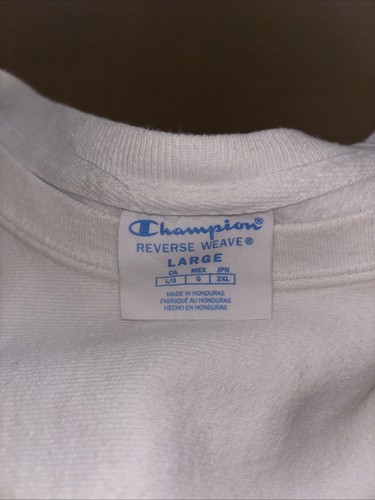 Champion®
REVERSE WEAVE®
LARGE
CA MEX JPN
L/G G 2XL
MADE IN HONDURAS
FABRIQUÉ AU HONDURAS
HECHO EN HONDURAS